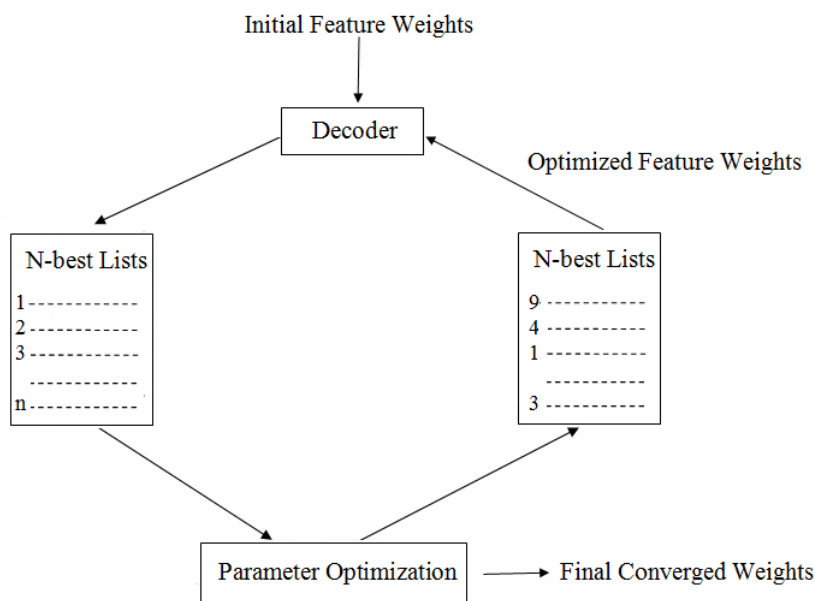 Initial Feature Weights
Decoder
Optimized Feature Weights
N-best Lists
1 ------------
2 ------------
3 ------------
------------
n ------------
N-best Lists
9 -----------
4 -----------
1 -----------
-----------
3 -----------
Parameter Optimization
Final Converged Weights